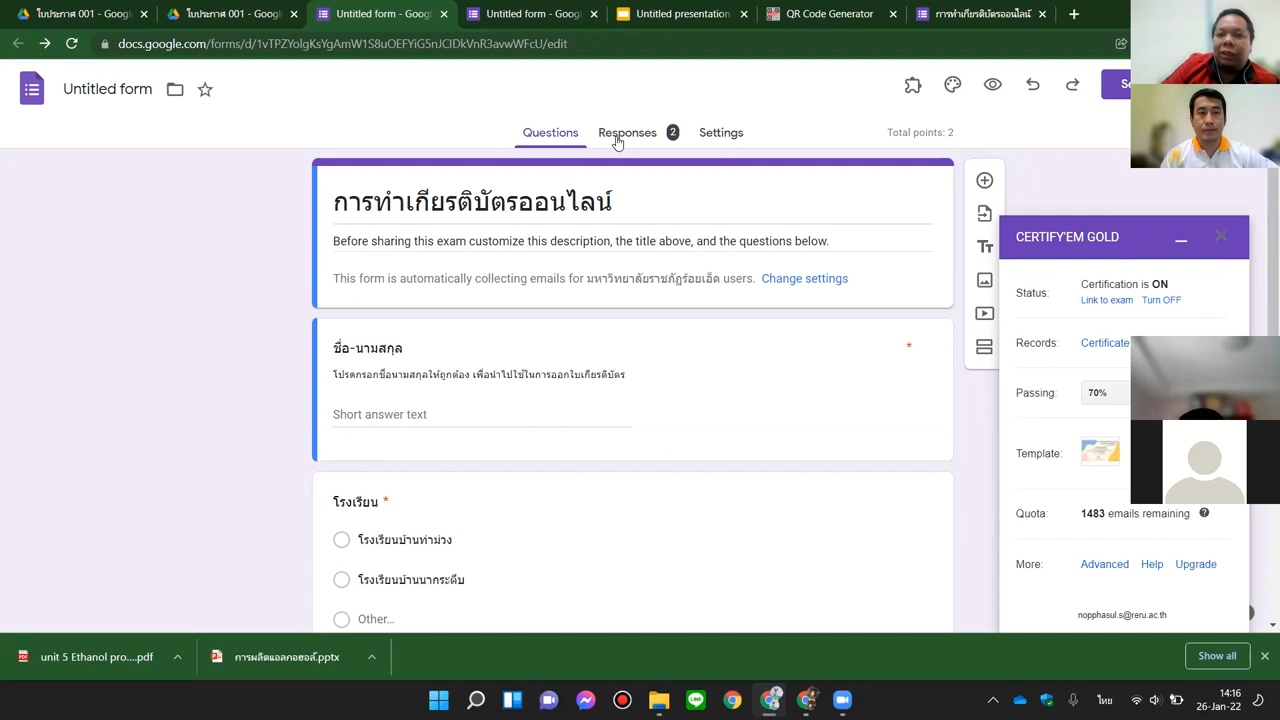 ใบประกาศ 001 - Goog
ใบประกาศ 001 - Goog
Untitled form - Goog
Untitled form - Goog
Untitled presentation
QR Code Generator
การทำเกียรติบัตรออนไลน์
docs.google.com/forms/d/1vTPZYolgKsYgAmW1S8uOEFYiG5nJCIDkVnR3avwWFcU/edit
Untitled form
Se
Questions
Responses 2
Settings
Total points: 2
การทำเกียรติบัตรออนไลน์
Before sharing this exam customize this description, the title above, and the questions below.
This form is automatically collecting emails for มหาวิทยาลัยราชภัฏร้อยเอ็ด users. Change settings
ชื่อ-นามสกุล *
โปรดกรอกชื่อนามสกุลให้ถูกต้อง เพื่อนำไปใช้ในการออกใบเกียรติบัตร
Short answer text
โรงเรียน *
โรงเรียนบ้านท่าม่วง
โรงเรียนบ้านนากระตึบ
Other...
CERTIFY'EM GOLD
Status: Certification is ON
Link to exam Turn OFF
Records: Certificate
Passing: 70%
Template:
Quota: 1483 emails remaining
More: Advanced Help Upgrade
nopphasul.s@reru.ac.th
unit 5 Ethanol pro....pdf
การผลิตแอลกอฮอล์.pptx
Show all
ไทย
14:16
26-Jan-22